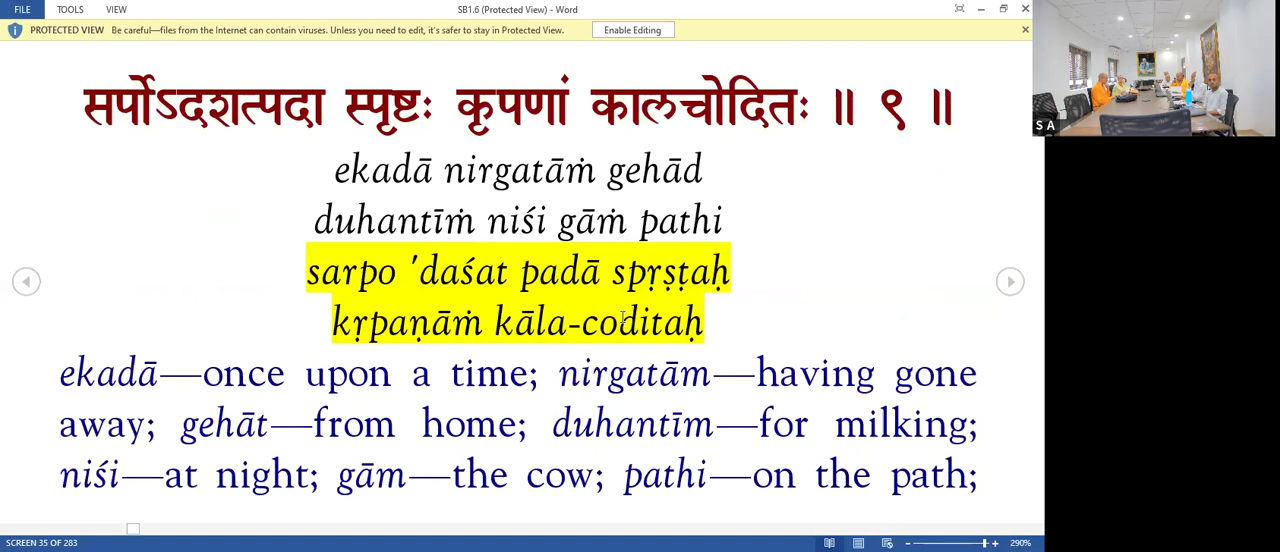 FILE TOOLS VIEW SB1.6 (Protected View) - Word
PROTECTED VIEW Be careful—files from the Internet can contain viruses. Unless you need to edit, it's safer to stay in Protected View. Enable Editing
सर्पोऽदशत्पदा स्पृष्टः कृपणां कालचोदितः ॥ ९ ॥
ekadā nirgatāṁ gehād
duhantīṁ niśi gāṁ pathi
sarpo 'daśat padā spṛṣṭaḥ
kṛpaṇāṁ kāla-coditaḥ
ekadā—once upon a time; nirgatām—having gone
away; gehāt—from home; duhantīm—for milking;
niśi—at night; gām—the cow; pathi—on the path;
SCREEN 35 OF 283 290%
S A